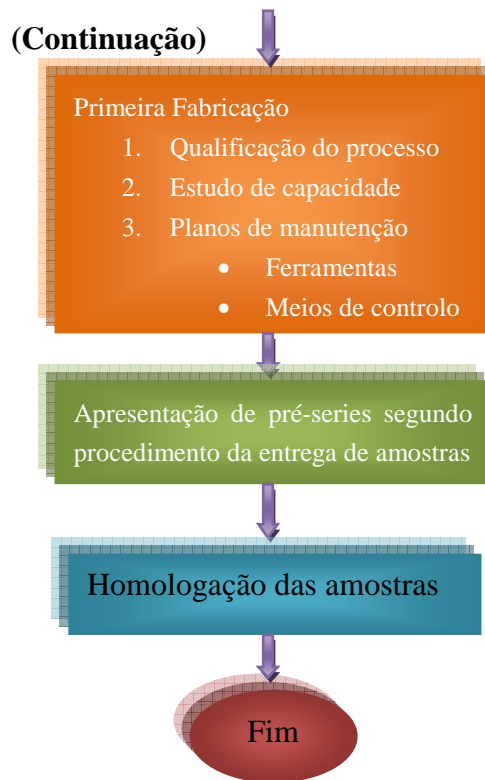 (Continuação)
Primeira Fabricação
1. Qualificação do processo
2. Estudo de capacidade
3. Planos de manutenção
• Ferramentas
• Meios de controlo
Apresentação de pré-series segundo
procedimento da entrega de amostras
Homologação das amostras
Fim